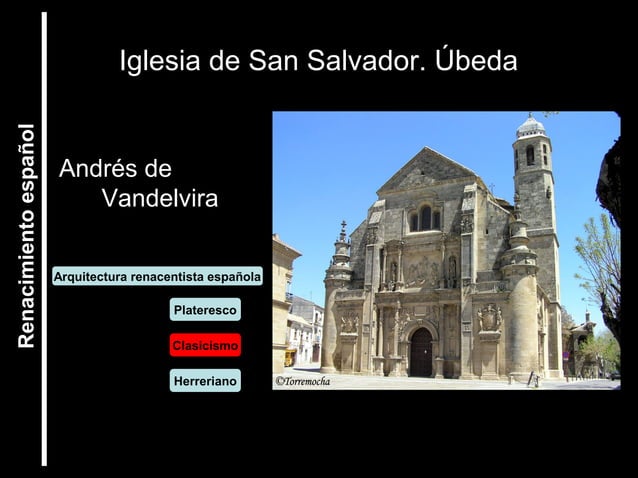 Iglesia de San Salvador. Úbeda
Renacimiento español
Andrés de
Vandelvira
Arquitectura renacentista española
Plateresco
Clasicismo
Herreriano
©Torremocha